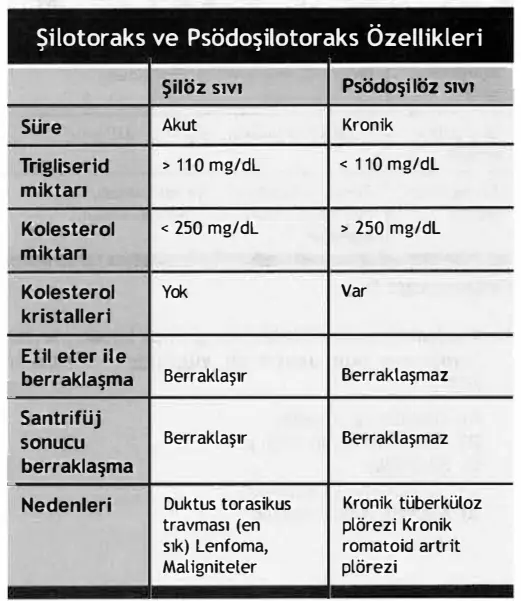 Şilotoraks ve Psödoşilotoraks Özellikleri
Şilöz sıvı Psödoşilöz sıvı
Süre Akut Kronik
Trigliserid miktarı > 110 mg/dL < 110 mg/dL
Kolesterol miktarı < 250 mg/dL > 250 mg/dL
Kolesterol kristalleri Yok Var
Etil eter ile berraklaşma Berraklaşır Berraklaşmaz
Santrifüj sonucu berraklaşma Berraklaşır Berraklaşmaz
Nedenleri
Duktus torasikus
travması (en
sık) Lenfoma,
Maligniteler
Kronik tüberküloz
plörezi Kronik
romatoid artrit
plörezi